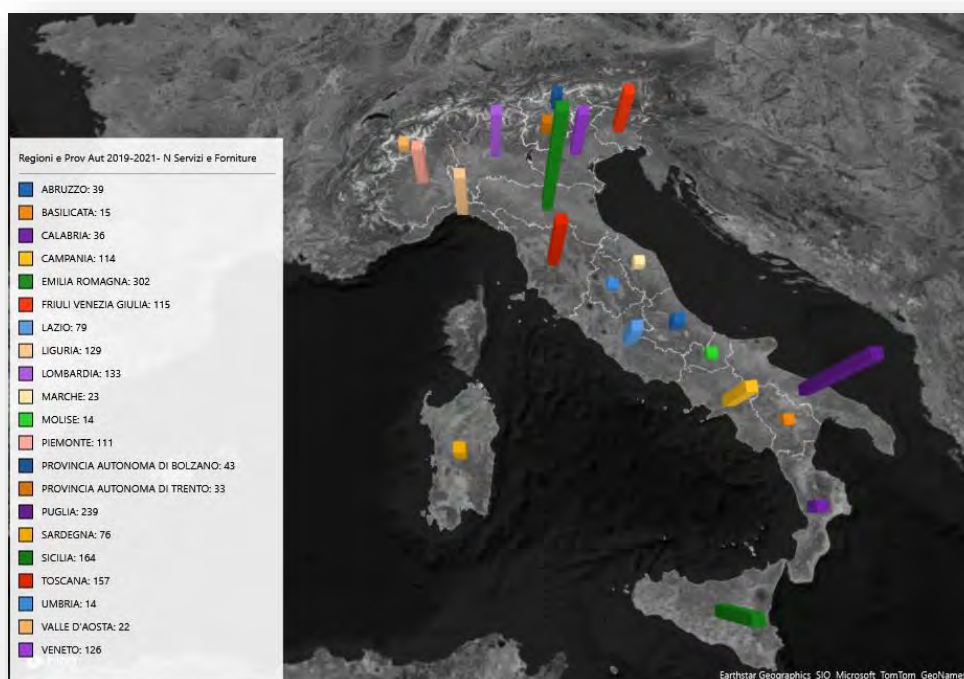 Regioni e Prov Aut 2019-2021- N Servizi e Forniture
ABRUZZO: 39
BASILICATA: 15
CALABRIA: 36
CAMPANIA: 114
EMILIA ROMAGNA: 302
FRIULI VENEZIA GIULIA: 115
LAZIO: 79
LIGURIA: 129
LOMBARDIA: 133
MARCHE: 23
MOLISE: 14
PIEMONTE: 111
PROVINCIA AUTONOMA DI BOLZANO: 43
PROVINCIA AUTONOMA DI TRENTO: 33
PUGLIA: 239
SARDEGNA: 76
SICILIA: 164
TOSCANA: 157
UMBRIA: 14
VALLE D'AOSTA: 22
VENETO: 126
Earthstar Geographics SIO Microsoft TomTom GeoNames